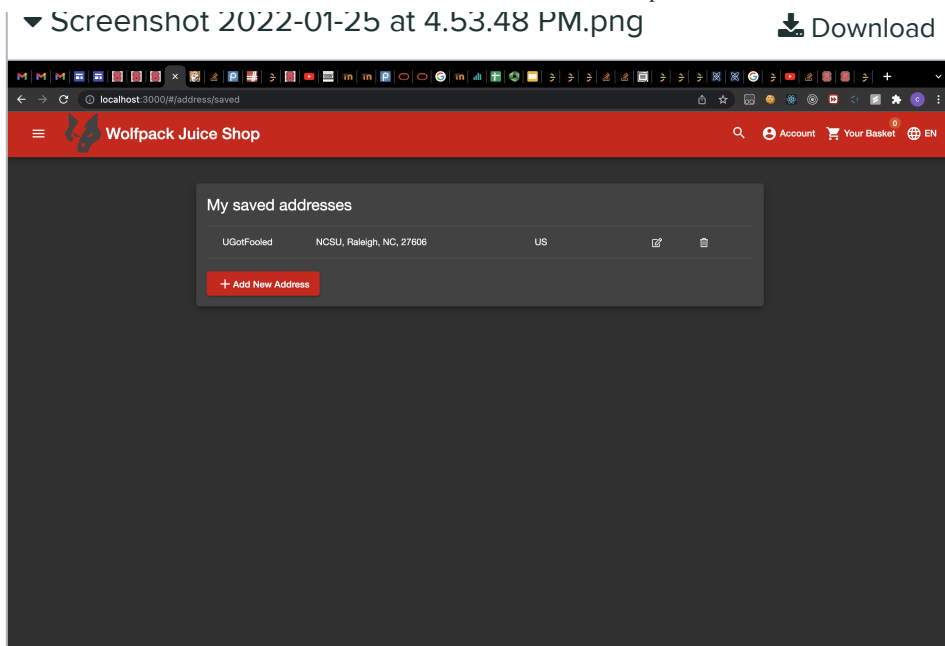 Screenshot 2022-01-25 at 4.53.48 PM.png
Download
localhost:3000/#/address/saved
Wolfpack Juice Shop
Account
0
Your Basket
EN
My saved addresses
UGotFooled NCSU, Raleigh, NC, 27606 US
+ Add New Address